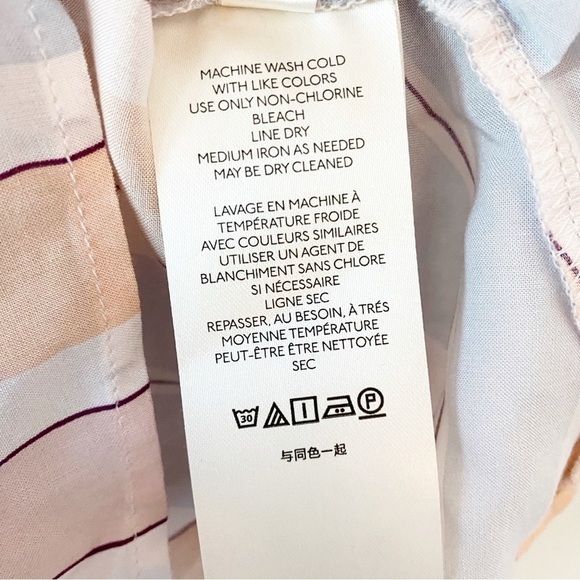 MACHINE WASH COLD
WITH LIKE COLORS
USE ONLY NON-CHLORINE
BLEACH
LINE DRY
MEDIUM IRON AS NEEDED
MAY BE DRY CLEANED
LAVAGE EN MACHINE À
TEMPÉRATURE FROIDE
AVEC COULEURS SIMILAIRES
UTILISER UN AGENT DE
BLANCHIMENT SANS CHLORE
SI NÉCESSAIRE
LIGNE SEC
REPASSER, AU BESOIN, À TRÉS
MOYENNE TEMPÉRATURE
PEUT-ÊTRE ÊTRE NETTOYÉE
SEC
30 P
与同色一起